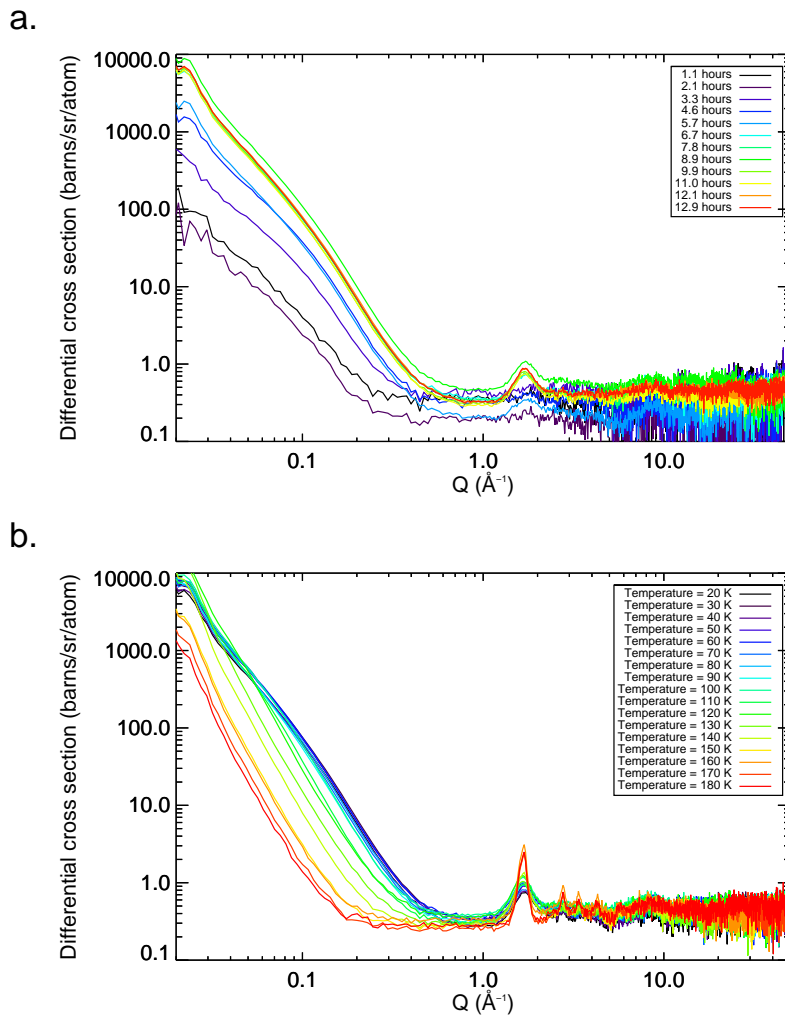 a.
Differential cross section (barns/sr/atom)
10000.0
1000.0
100.0
10.0
1.0
0.1
0.1
1.0
10.0
Q (Å⁻¹)
1.1 hours
2.1 hours
3.3 hours
4.6 hours
5.7 hours
6.7 hours
7.8 hours
8.9 hours
9.9 hours
11.0 hours
12.1 hours
12.9 hours
b.
Differential cross section (barns/sr/atom)
10000.0
1000.0
100.0
10.0
1.0
0.1
0.1
1.0
10.0
Q (Å⁻¹)
Temperature = 20 K
Temperature = 30 K
Temperature = 40 K
Temperature = 50 K
Temperature = 60 K
Temperature = 70 K
Temperature = 80 K
Temperature = 90 K
Temperature = 100 K
Temperature = 110 K
Temperature = 120 K
Temperature = 130 K
Temperature = 140 K
Temperature = 150 K
Temperature = 160 K
Temperature = 170 K
Temperature = 180 K